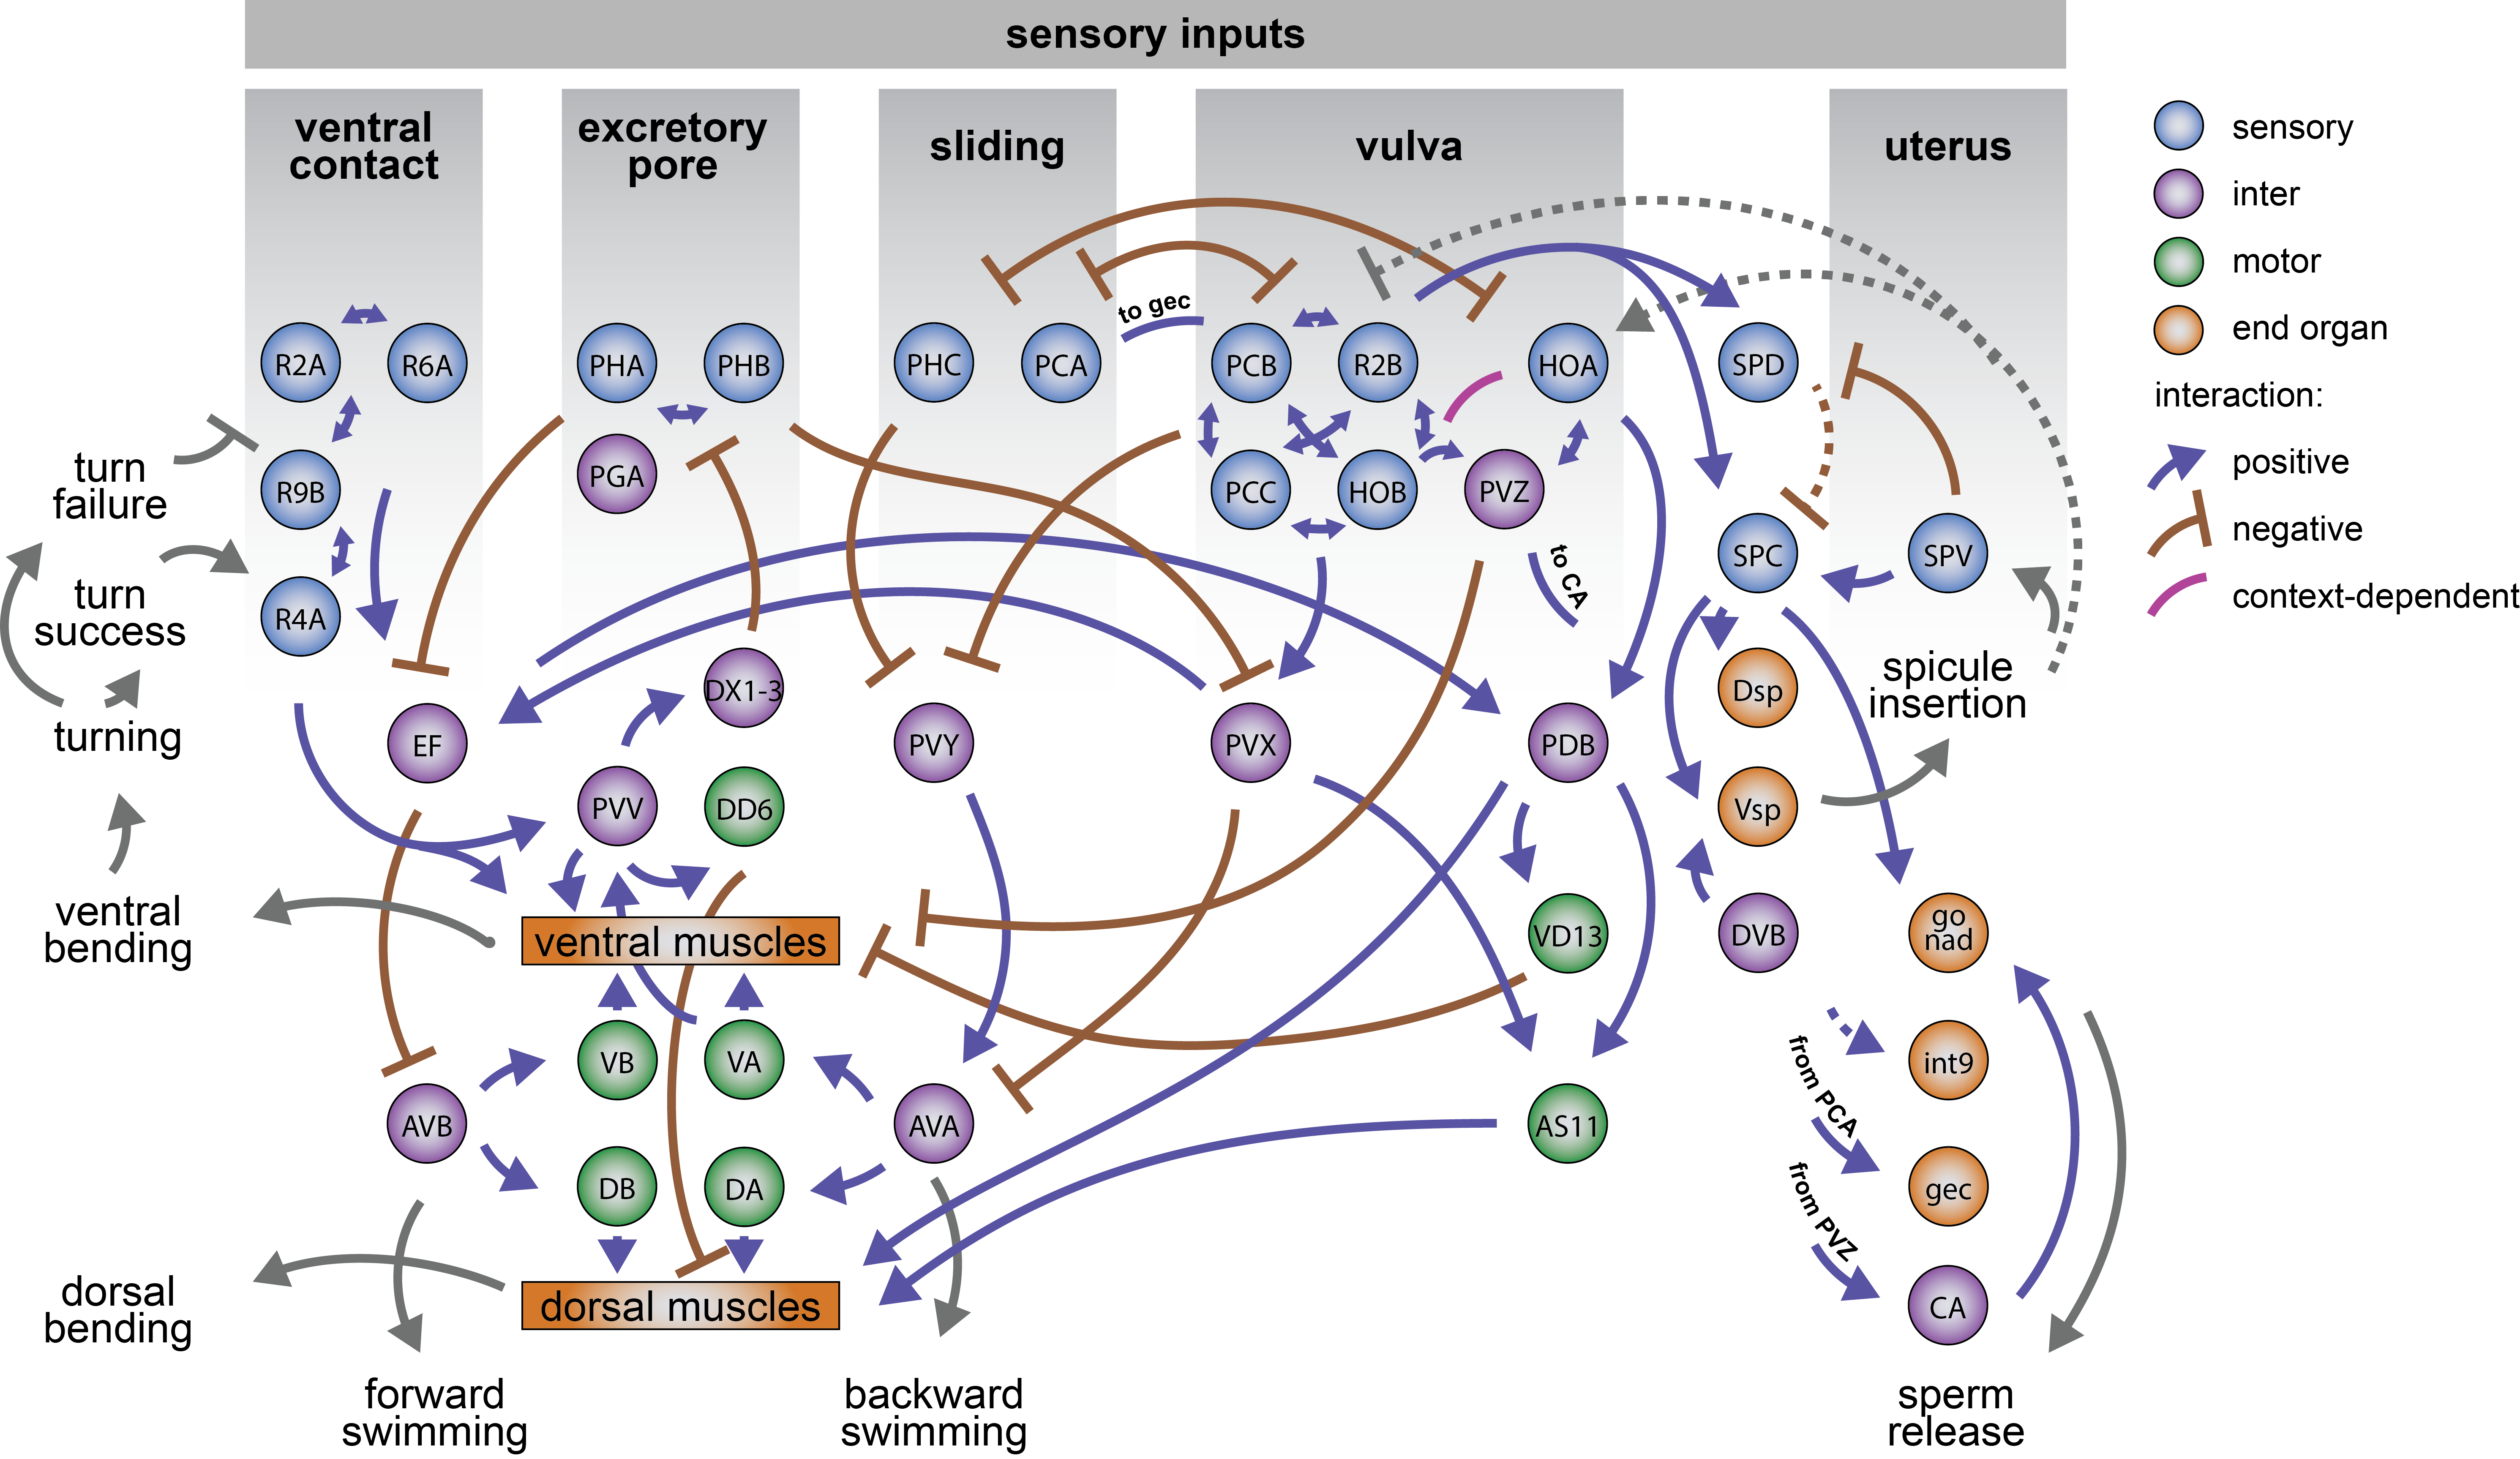 sensory inputs
ventral
contact
excretory
pore
sliding
vulva
uterus
sensory
inter
motor
end organ
interaction:
positive
negative
context-dependent
to gec
R2A
R6A
PHA
PHB
PHC
PCA
PCB
R2B
HOA
SPD
turn
failure
R9B
PGA
PCC
HOB
PVZ
to CA
SPC
SPV
turn
success
R4A
turning
EF
DX1-3
PVY
PVX
PDB
Dsp
spicule
insertion
PVV
DD6
Vsp
ventral
bending
ventral muscles
VD13
DVB
go
nad
VB
VA
from PCA
int9
AVB
AVA
AS11
DB
DA
from PVZ
gec
dorsal
bending
dorsal muscles
CA
forward
swimming
backward
swimming
sperm
release